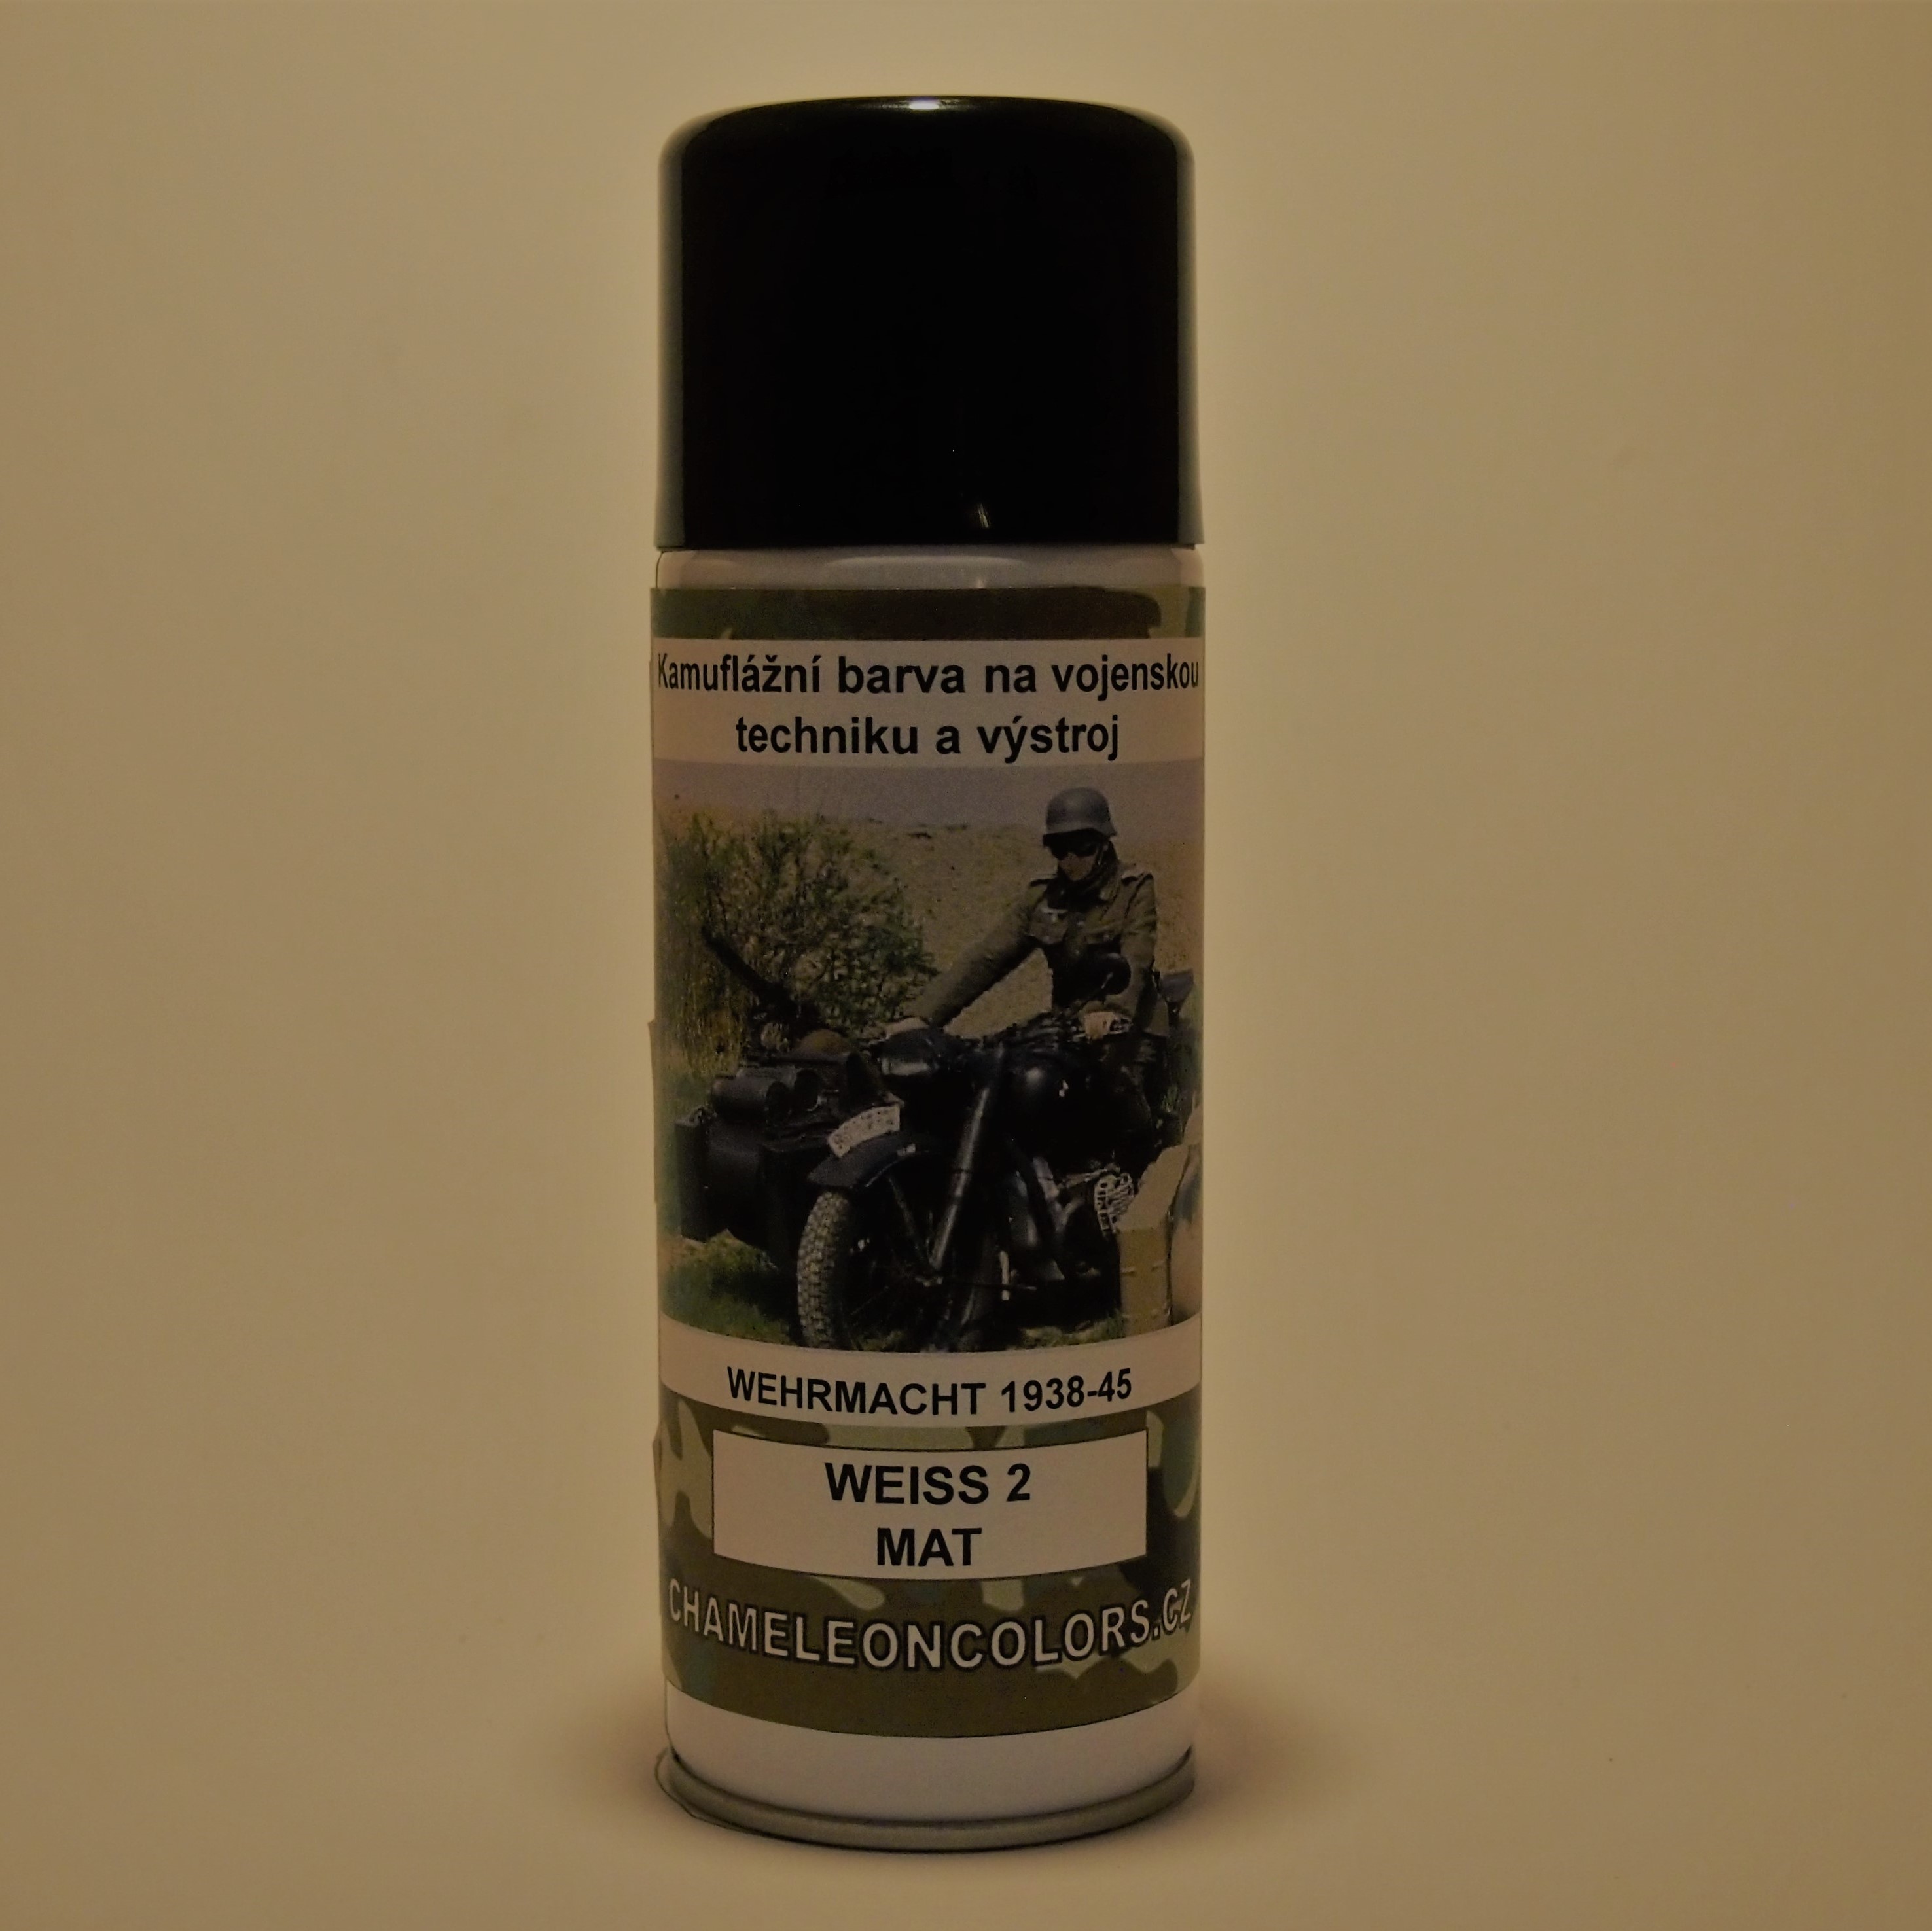 Kamuflážní barva na vojenskou
techniku a výstroj
WEHRMACHT 1938-45
WEISS 2
MAT
CHAMELEONCOLORS.CZ